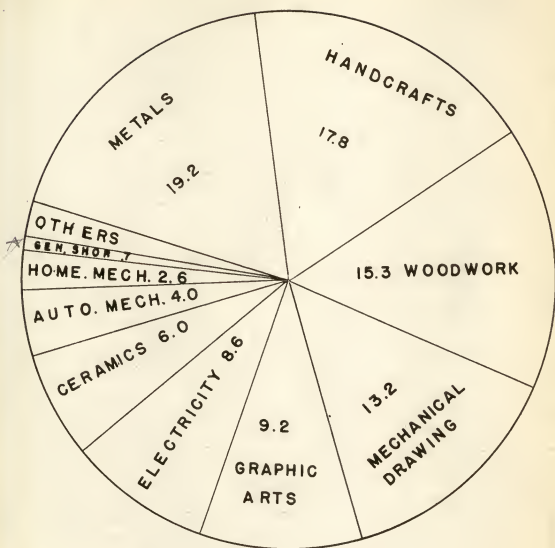 HANDCRAFTS
17.8
15.3 WOODWORK
13.2
MECHANICAL
DRAWING
9.2
GRAPHIC
ARTS
ELECTRICITY 8.6
CERAMICS 6.0
AUTO. MECH. 4.0
HOME. MECH. 2.6
GEN. SHOP .7
OTHERS
METALS
19.2